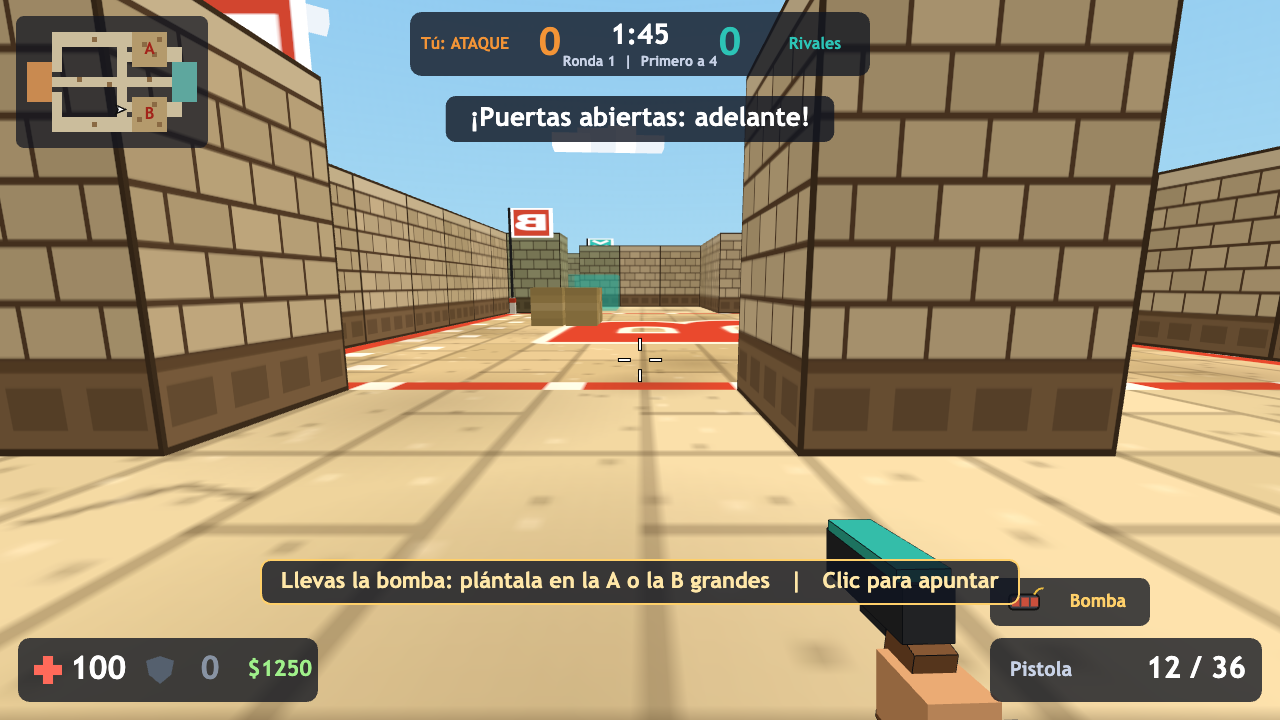 A
B
Tú: ATAQUE
0
1:45
0
Rivales
Ronda 1 | Primero a 4
¡Puertas abiertas: adelante!
B
Llevas la bomba: plántala en la A o la B grandes | Clic para apuntar
Bomba
100
0
$1250
Pistola
12 / 36